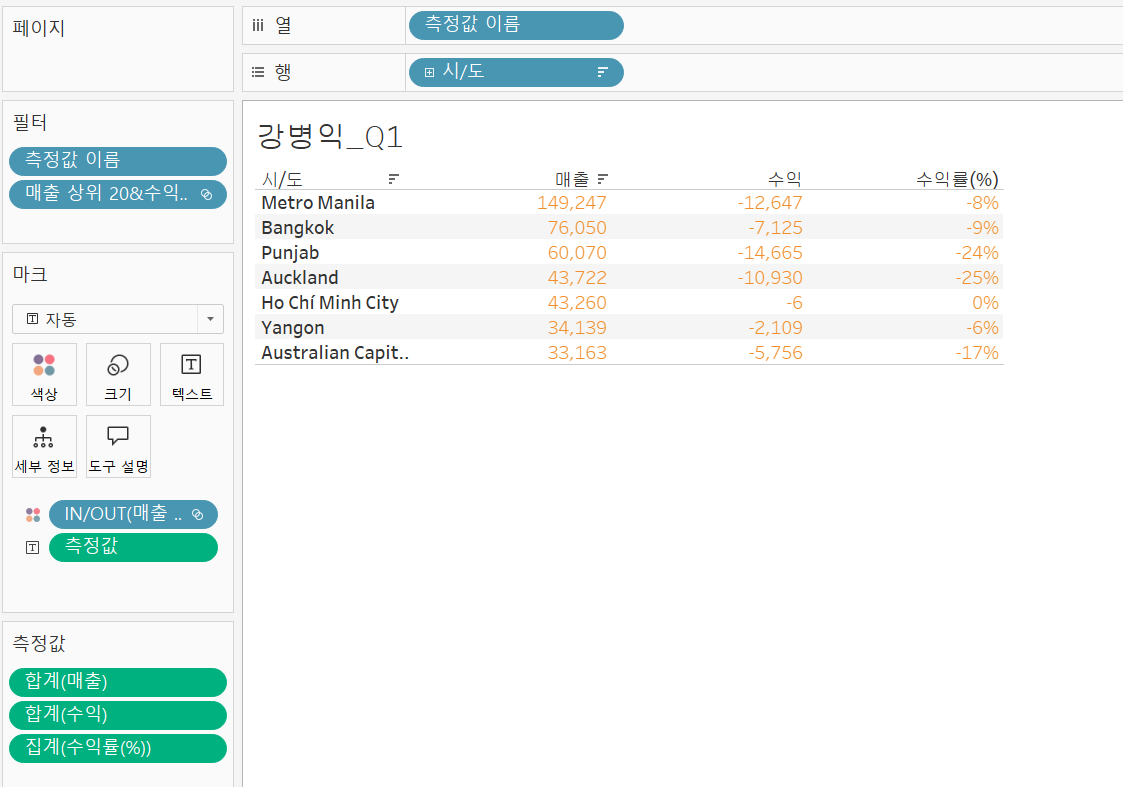 페이지
iii 열
측정값 이름
행
시/도
필터
측정값 이름
매출 상위 20&수익..
마크
자동
색상
크기
텍스트
세부 정보
도구 설명
IN/OUT(매출 ..
측정값
측정값
합계(매출)
합계(수익)
집계(수익률(%))
강병익_Q1
시/도 매출 수익 수익률(%)
Metro Manila 149,247 -12,647 -8%
Bangkok 76,050 -7,125 -9%
Punjab 60,070 -14,665 -24%
Auckland 43,722 -10,930 -25%
Ho Chí Minh City 43,260 -6 0%
Yangon 34,139 -2,109 -6%
Australian Capit.. 33,163 -5,756 -17%